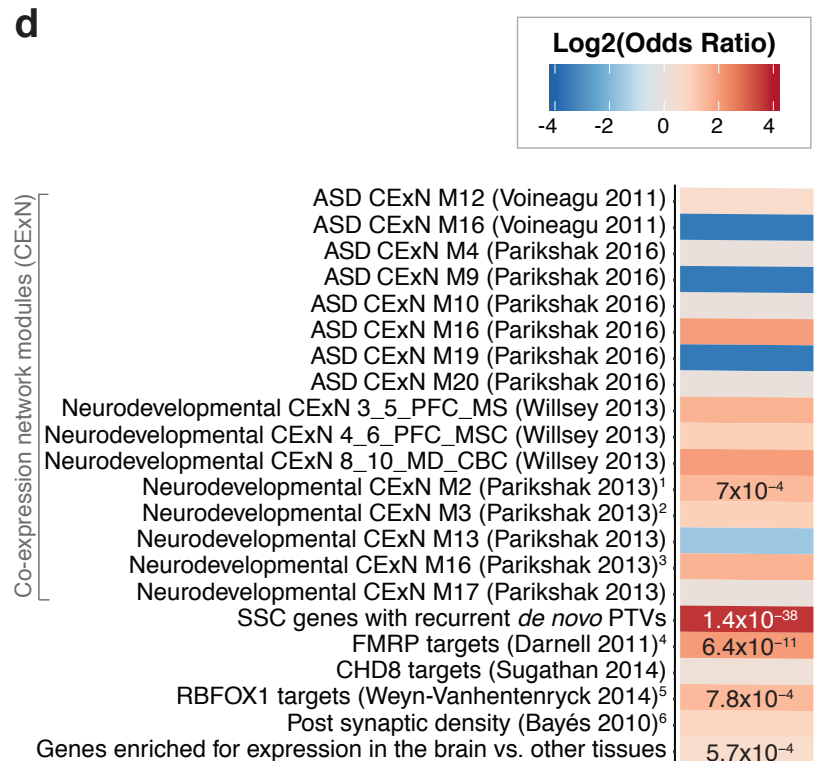 d
Log2(Odds Ratio)
-4 -2 0 2 4
Co-expression network modules (CExN)
ASD CExN M12 (Voineagu 2011)
ASD CExN M16 (Voineagu 2011)
ASD CExN M4 (Parikshak 2016)
ASD CExN M9 (Parikshak 2016)
ASD CExN M10 (Parikshak 2016)
ASD CExN M16 (Parikshak 2016)
ASD CExN M19 (Parikshak 2016)
ASD CExN M20 (Parikshak 2016)
Neurodevelopmental CExN 3_5_PFC_MS (Willsey 2013)
Neurodevelopmental CExN 4_6_PFC_MSC (Willsey 2013)
Neurodevelopmental CExN 8_10_MD_CBC (Willsey 2013)
Neurodevelopmental CExN M2 (Parikshak 2013)¹ 7x10⁻⁴
Neurodevelopmental CExN M3 (Parikshak 2013)²
Neurodevelopmental CExN M13 (Parikshak 2013)
Neurodevelopmental CExN M16 (Parikshak 2013)³
Neurodevelopmental CExN M17 (Parikshak 2013)
SSC genes with recurrent de novo PTVs 1.4x10⁻³⁸
FMRP targets (Darnell 2011)⁴ 6.4x10⁻¹¹
CHD8 targets (Sugathan 2014)
RBFOX1 targets (Weyn-Vanhentenryck 2014)⁵ 7.8x10⁻⁴
Post synaptic density (Bayés 2010)⁶
Genes enriched for expression in the brain vs. other tissues 5.7x10⁻⁴